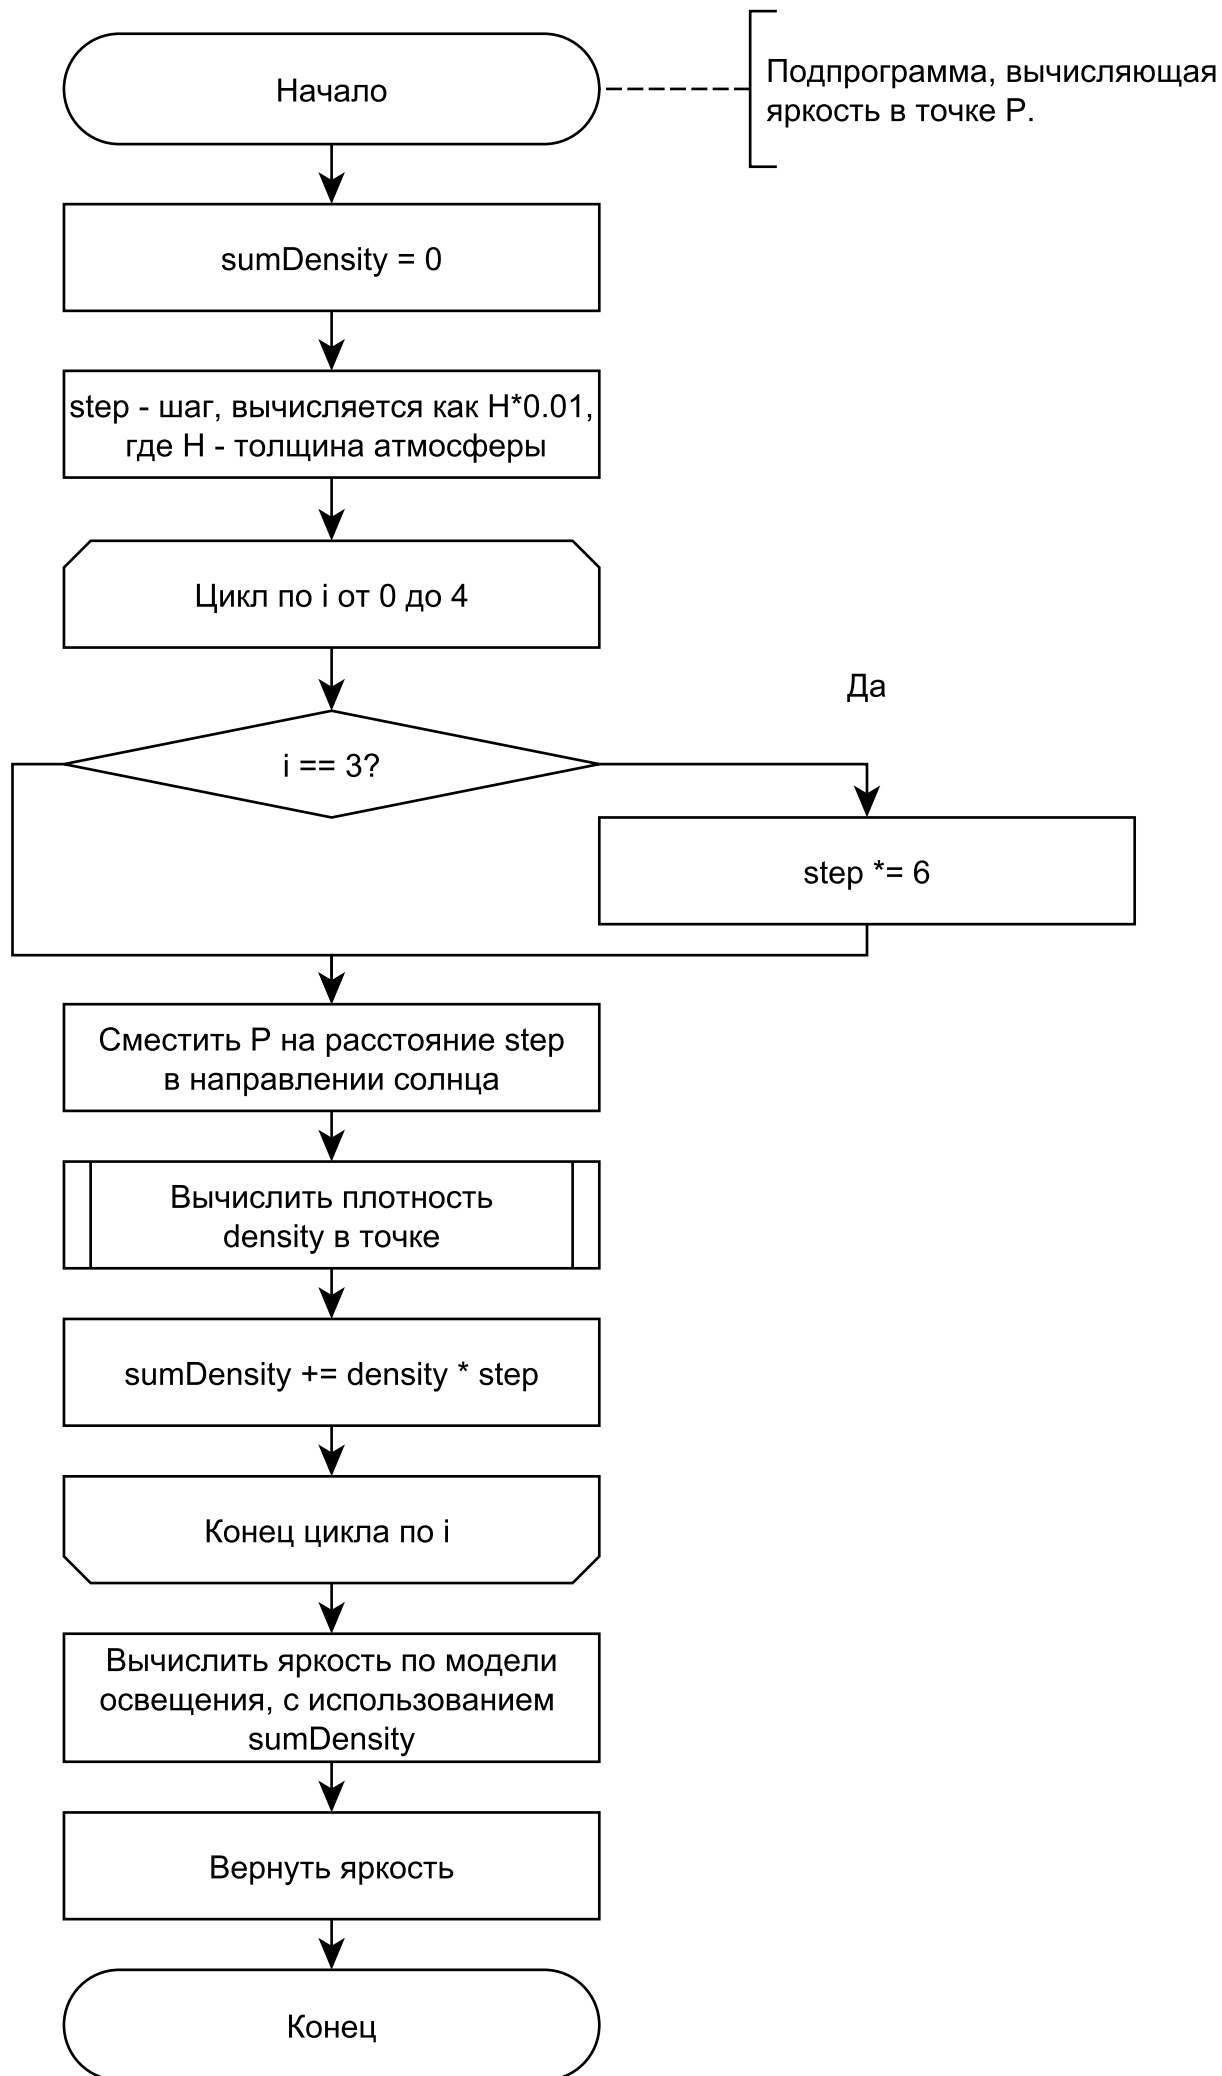 Начало
Подпрограмма, вычисляющая
яркость в точке P.
sumDensity = 0
step - шаг, вычисляется как H*0.01,
где H - толщина атмосферы
Цикл по i от 0 до 4
Да
i == 3?
step *= 6
Сместить P на расстояние step
в направлении солнца
Вычислить плотность
density в точке
sumDensity += density * step
Конец цикла по i
Вычислить яркость по модели
освещения, с использованием
sumDensity
Вернуть яркость
Конец